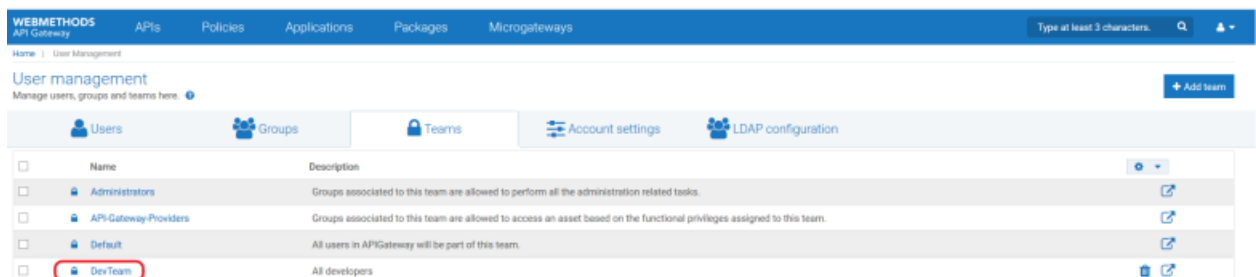 WEBMETHODS APIs Policies Applications Packages Microgateways Type at least 3 characters.
API Gateway
Home | User Management
User management
Manage users, groups and teams here.
+ Add team
Users Groups Teams Account settings LDAP configuration
Name Description
Administrators Groups associated to this team are allowed to perform all the administration related tasks.
API-Gateway-Providers Groups associated to this team are allowed to access an asset based on the functional privileges assigned to this team.
Default All users in APIGateway will be part of this team.
DevTeam All developers